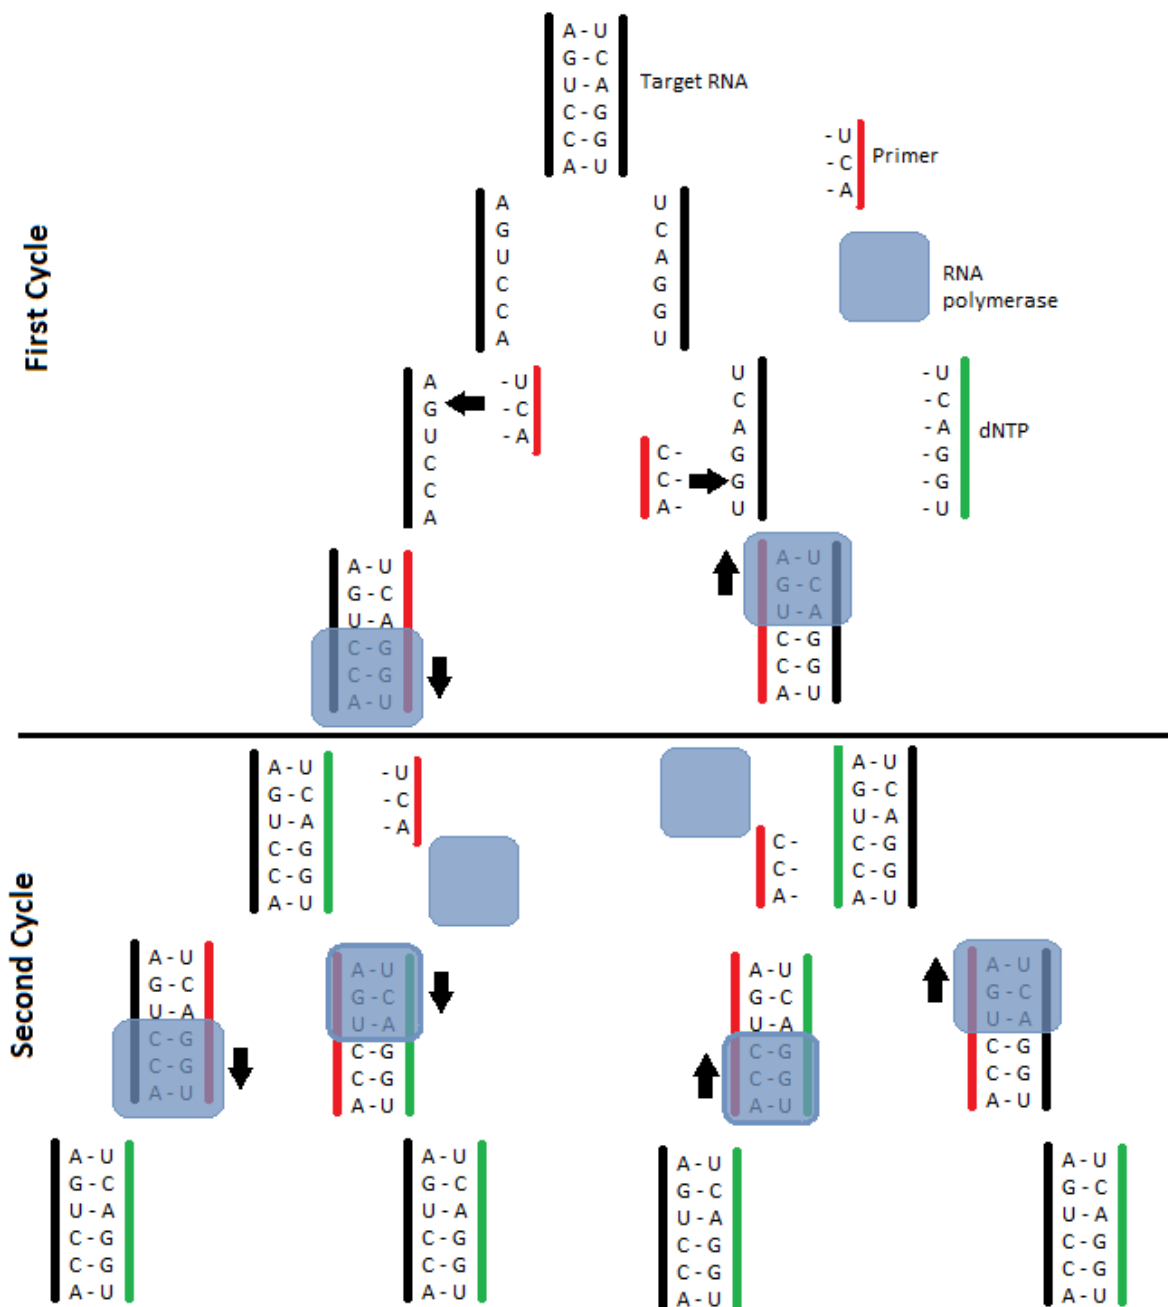 First Cycle
A - U
G - C
U - A
C - G
C - G
A - U
Target RNA
- U
- C
- A
Primer
A
G
U
C
C
A
U
C
A
G
G
U
RNA
polymerase
A
G
U
C
C
A
- U
- C
- A
C -
C -
A -
U
C
A
G
G
U
- U
- C
- A
- G
- G
- U
dNTP
A - U
G - C
U - A
C - G
C - G
A - U
A - U
G - C
U - A
C - G
C - G
A - U
Second Cycle
A - U
G - C
U - A
C - G
C - G
A - U
- U
- C
- A
C -
C -
A -
A - U
G - C
U - A
C - G
C - G
A - U
A - U
G - C
U - A
C - G
C - G
A - U
A - U
G - C
U - A
C - G
C - G
A - U
A - U
G - C
U - A
C - G
C - G
A - U
A - U
G - C
U - A
C - G
C - G
A - U
A - U
G - C
U - A
C - G
C - G
A - U
A - U
G - C
U - A
C - G
C - G
A - U
A - U
G - C
U - A
C - G
C - G
A - U
A - U
G - C
U - A
C - G
C - G
A - U